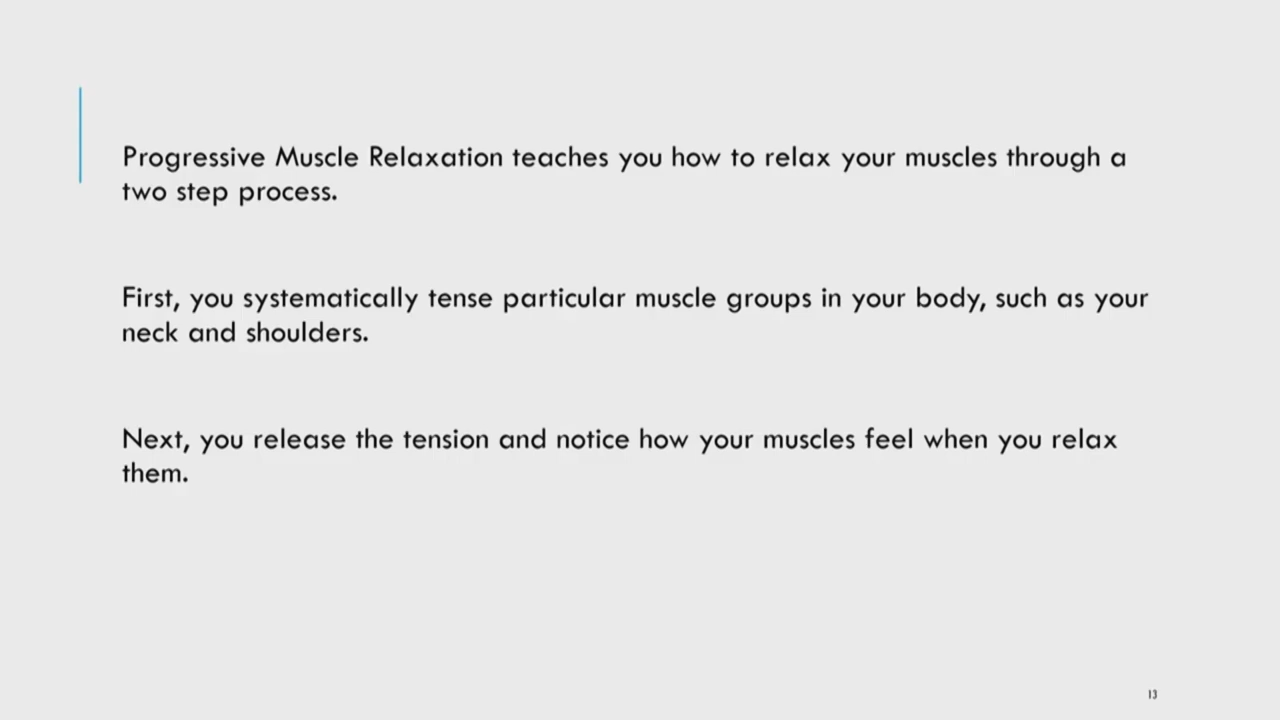 Progressive Muscle Relaxation teaches you how to relax your muscles through a
two step process.
First, you systematically tense particular muscle groups in your body, such as your
neck and shoulders.
Next, you release the tension and notice how your muscles feel when you relax
them.
13